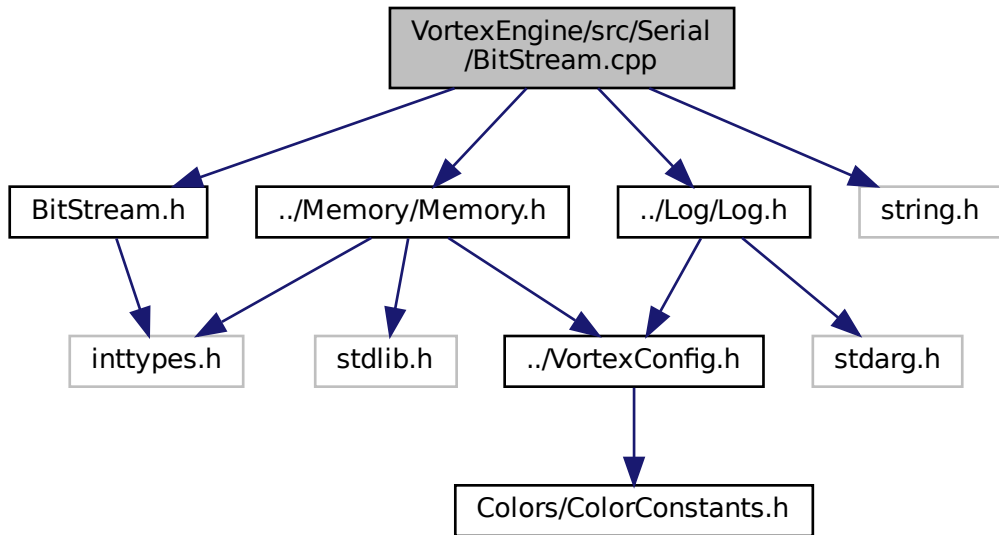 VortexEngine/src/Serial
/BitStream.cpp
BitStream.h
../Memory/Memory.h
../Log/Log.h
string.h
inttypes.h
stdlib.h
../VortexConfig.h
stdarg.h
Colors/ColorConstants.h